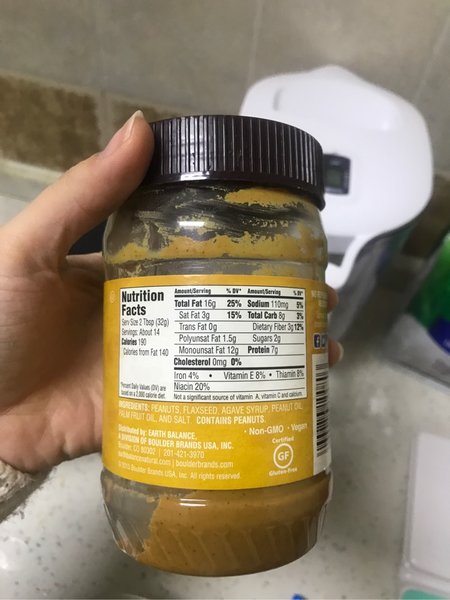 Nutrition
Facts
Serv Size 2 Tbsp (32g)
Servings: About 14
Calories 190
Calories from Fat 140
*Percent Daily Values (DV) are
based on a 2,000 calorie diet.
Amount/Serving % DV* Amount/Serving % DV*
Total Fat 16g 25% Sodium 110mg 5%
Sat Fat 3g 15% Total Carb 8g 3%
Trans Fat 0g Dietary Fiber 3g 12%
Polyunsat Fat 1.5g Sugars 2g
Monounsat Fat 12g Protein 7g
Cholesterol 0mg 0%
Iron 4% • Vitamin E 8% • Thiamin 8%
Niacin 20%
Not a significant source of vitamin A, vitamin C and calcium.
INGREDIENTS: PEANUTS, FLAXSEED, AGAVE SYRUP, PEANUT OIL,
PALM FRUIT OIL AND SALT. CONTAINS PEANUTS.
Distributed by: EARTH BALANCE,
A DIVISION OF BOULDER BRANDS USA, INC.
Boulder, CO 80302 | 201-421-3970
earthbalancenatural.com | boulderbrands.com
© 2013 Boulder Brands USA, Inc. All rights reserved.
• Non-GMO • Vegan
Certified
GF
Gluten-Free
NO